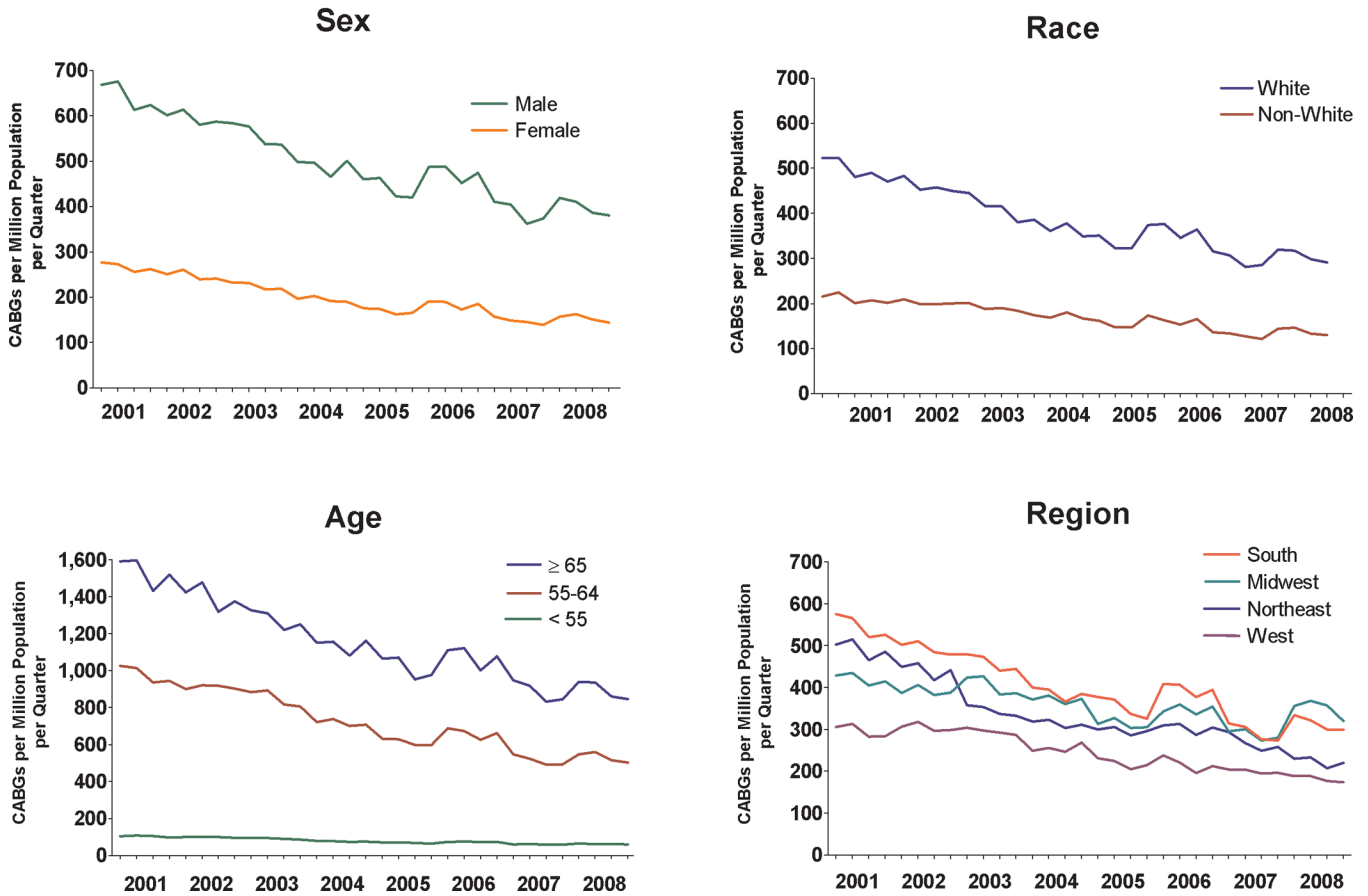 Sex
CABGs per Million Population
per Quarter
700
600
500
400
300
200
100
0
Male
Female
2001 2002 2003 2004 2005 2006 2007 2008
Race
CABGs per Million Population
per Quarter
700
600
500
400
300
200
100
0
White
Non-White
2001 2002 2003 2004 2005 2006 2007 2008
Age
CABGs per Million Population
per Quarter
1,600
1,400
1,200
1,000
800
600
400
200
0
≥ 65
55-64
< 55
2001 2002 2003 2004 2005 2006 2007 2008
Region
CABGs per Million Population
per Quarter
700
600
500
400
300
200
100
0
South
Midwest
Northeast
West
2001 2002 2003 2004 2005 2006 2007 2008